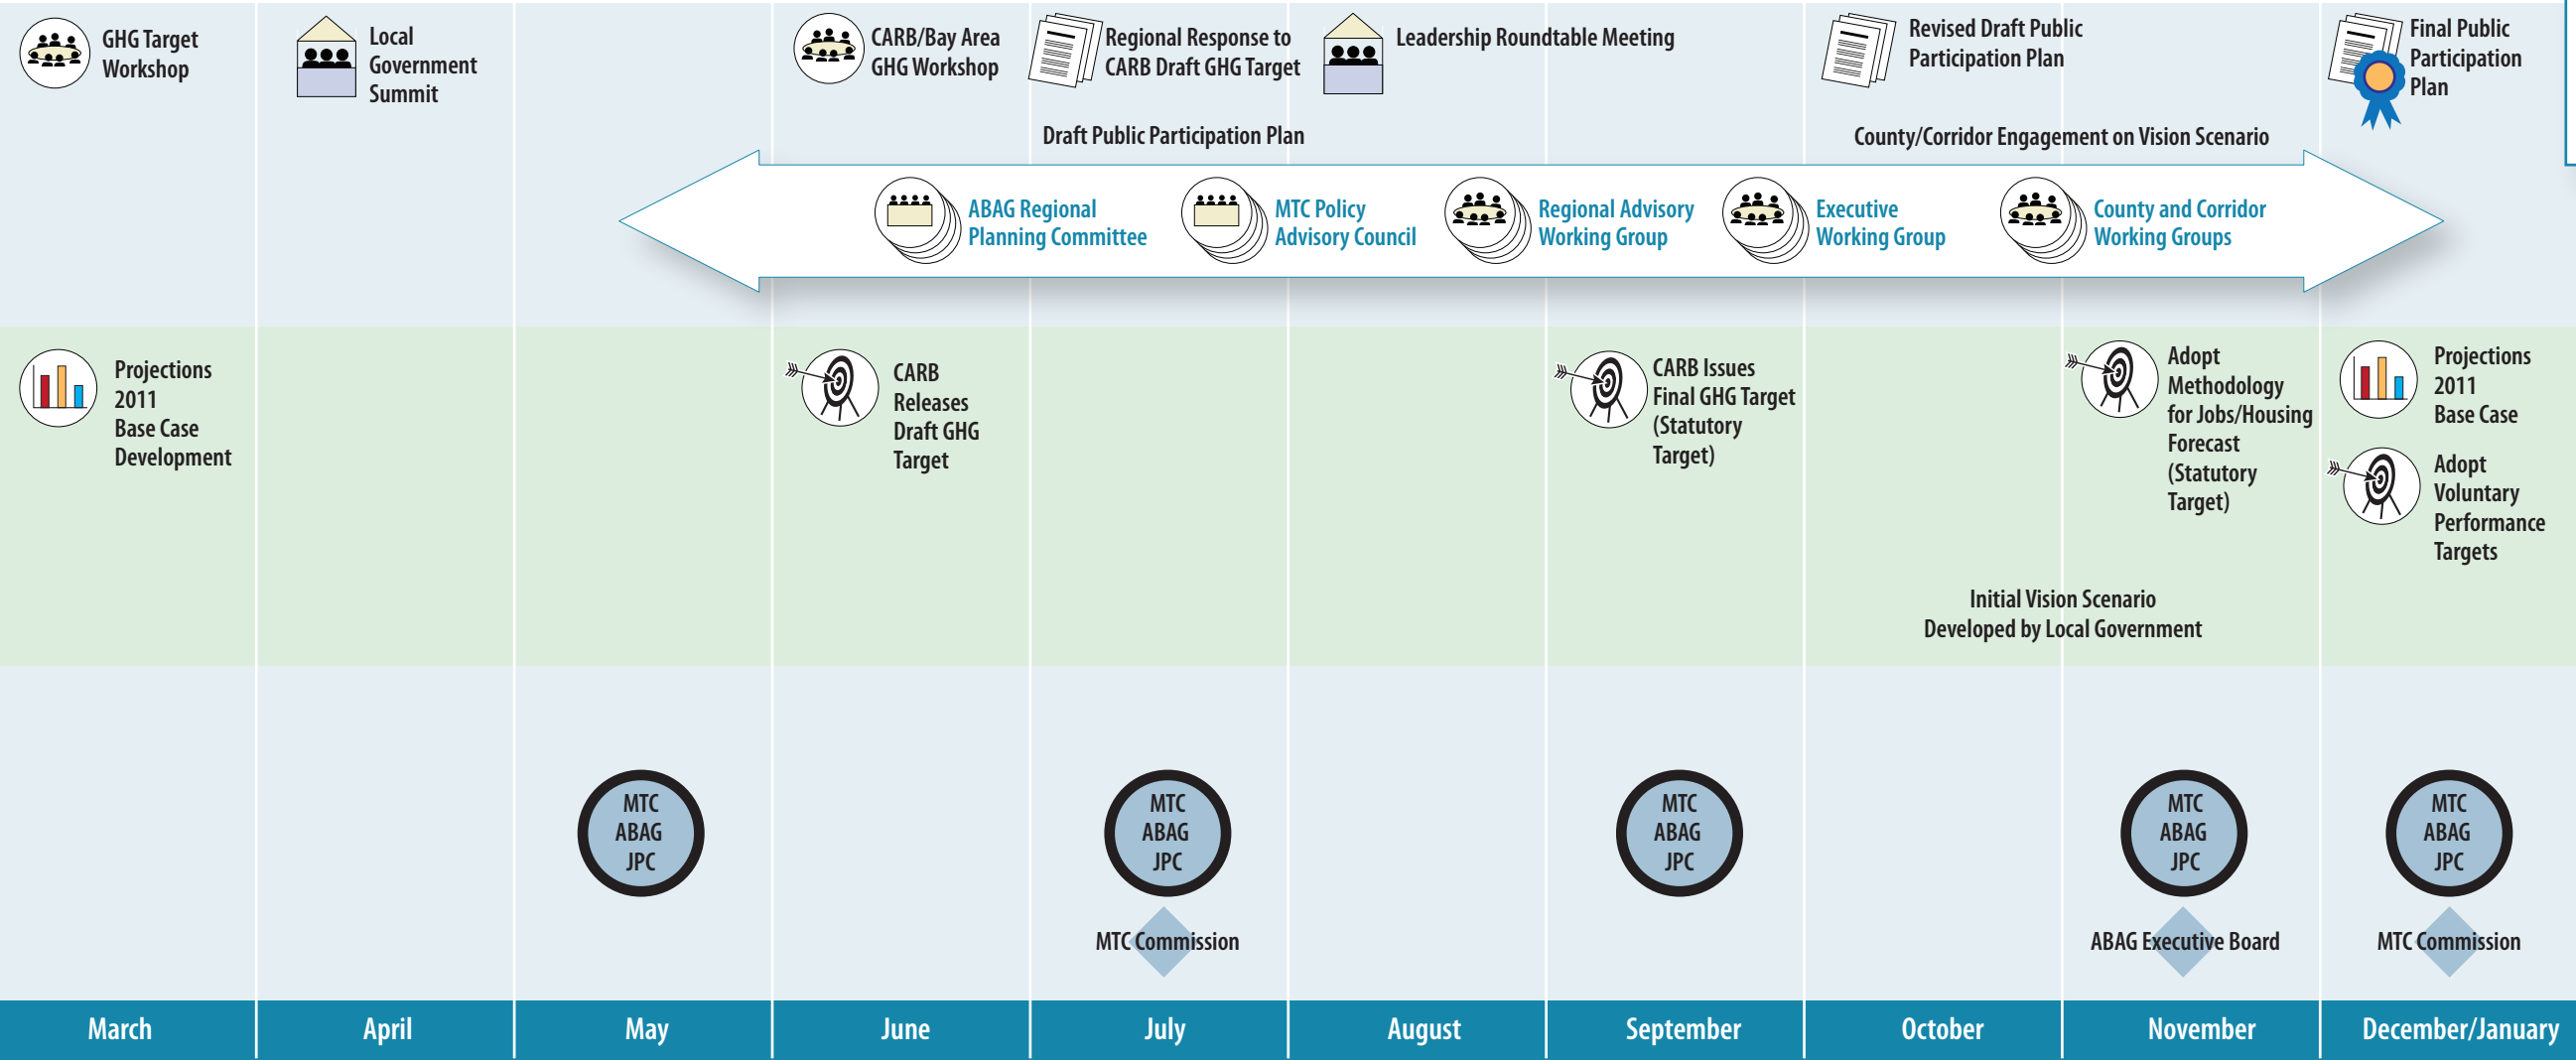 GHG Target
Workshop
Local
Government
Summit
CARB/Bay Area
GHG Workshop
Regional Response to
CARB Draft GHG Target
Leadership Roundtable Meeting
Revised Draft Public
Participation Plan
Final Public
Participation
Plan
Draft Public Participation Plan
County/Corridor Engagement on Vision Scenario
ABAG Regional
Planning Committee
MTC Policy
Advisory Council
Regional Advisory
Working Group
Executive
Working Group
County and Corridor
Working Groups
Projections
2011
Base Case
Development
CARB
Releases
Draft GHG
Target
CARB Issues
Final GHG Target
(Statutory
Target)
Adopt
Methodology
for Jobs/Housing
Forecast
(Statutory
Target)
Projections
2011
Base Case
Adopt
Voluntary
Performance
Targets
Initial Vision Scenario
Developed by Local Government
MTC
ABAG
JPC
MTC
ABAG
JPC
MTC
ABAG
JPC
MTC
ABAG
JPC
MTC
ABAG
JPC
MTC Commission
ABAG Executive Board
MTC Commission
March
April
May
June
July
August
September
October
November
December/January